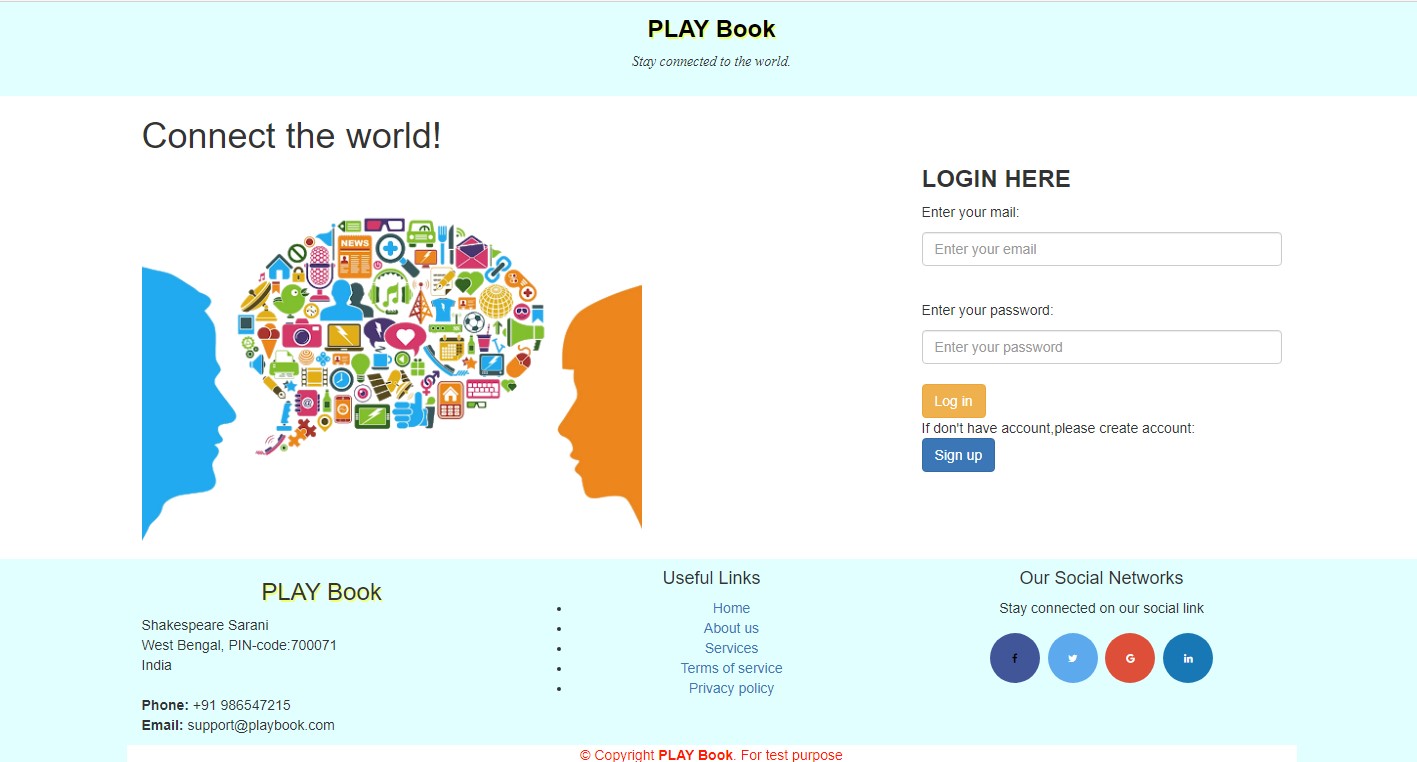 PLAY Book
Stay connected to the world.
Connect the world!
NEWS
LOGIN HERE
Enter your mail:
Enter your email
Enter your password:
Enter your password
Log in
If don't have account,please create account:
Sign up
PLAY Book
Shakespeare Sarani
West Bengal, PIN-code:700071
India
Phone: +91 986547215
Email: support@playbook.com
Useful Links
Home
About us
Services
Terms of service
Privacy policy
Our Social Networks
Stay connected on our social link
f
G
in
© Copyright PLAY Book. For test purpose